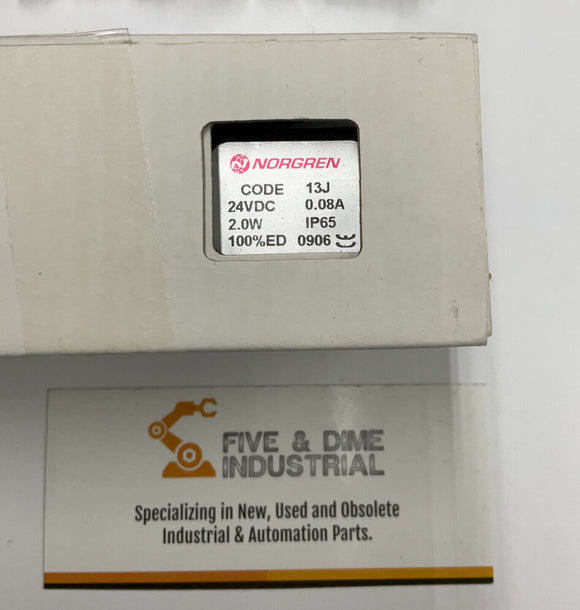 NORGREN
CODE 13J
24VDC 0.08A
2.0W IP65
100%ED 0906 CE
FIVE & DIME
INDUSTRIAL
Specializing in New, Used and Obsolete
Industrial & Automation Parts.